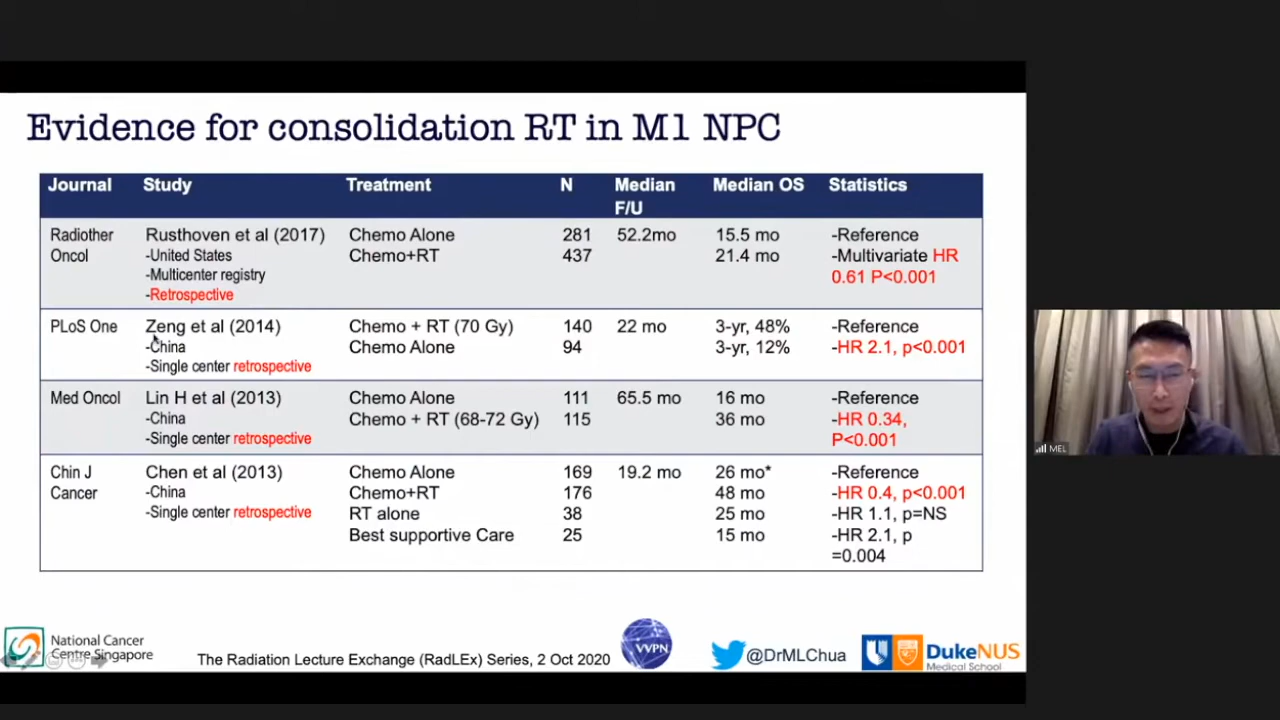 Evidence for consolidation RT in M1 NPC
Journal Study Treatment N Median F/U Median OS Statistics
Radiother Oncol
Rusthoven et al (2017)
-United States
-Multicenter registry
-Retrospective
Chemo Alone 281 52.2mo 15.5 mo -Reference
Chemo+RT 437 21.4 mo -Multivariate HR 0.61 P<0.001
PLoS One
Zeng et al (2014)
-China
-Single center retrospective
Chemo + RT (70 Gy) 140 22 mo 3-yr, 48% -Reference
Chemo Alone 94 3-yr, 12% -HR 2.1, p<0.001
Med Oncol
Lin H et al (2013)
-China
-Single center retrospective
Chemo Alone 111 65.5 mo 16 mo -Reference
Chemo + RT (68-72 Gy) 115 36 mo -HR 0.34, P<0.001
Chin J Cancer
Chen et al (2013)
-China
-Single center retrospective
Chemo Alone 169 19.2 mo 26 mo* -Reference
Chemo+RT 176 48 mo -HR 0.4, p<0.001
RT alone 38 25 mo -HR 1.1, p=NS
Best supportive Care 25 15 mo -HR 2.1, p =0.004
National Cancer
Centre Singapore
The Radiation Lecture Exchange (RadLEx) Series, 2 Oct 2020
VVPN
@DrMLChua
DukeNUS
Medical School
MEL